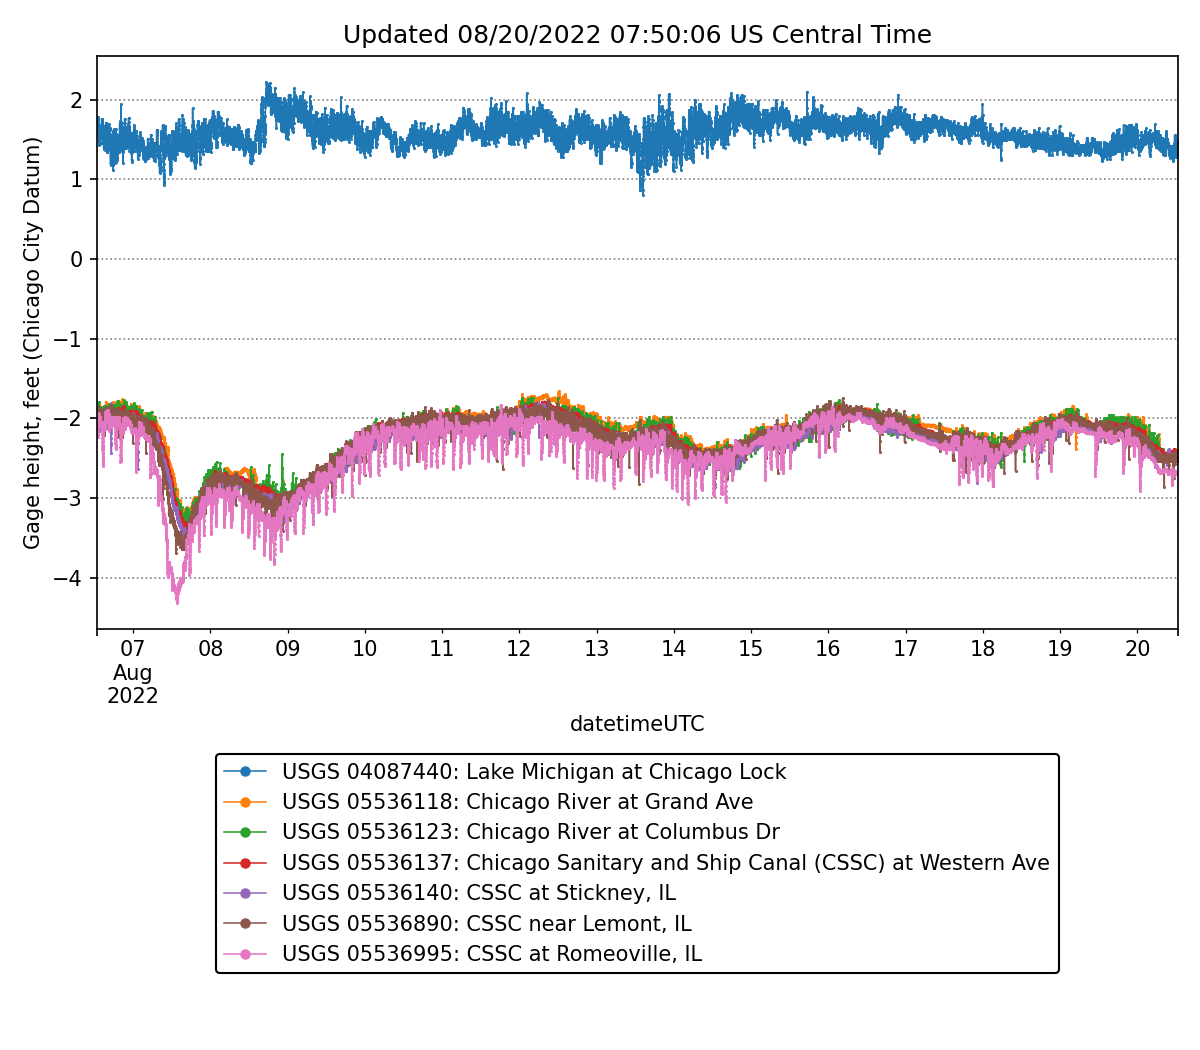 Updated 08/20/2022 07:50:06 US Central Time
Gage height, feet (Chicago City Datum)
2
1
0
−1
−2
−3
−4
07 08 09 10 11 12 13 14 15 16 17 18 19 20
Aug
2022
datetimeUTC
USGS 04087440: Lake Michigan at Chicago Lock
USGS 05536118: Chicago River at Grand Ave
USGS 05536123: Chicago River at Columbus Dr
USGS 05536137: Chicago Sanitary and Ship Canal (CSSC) at Western Ave
USGS 05536140: CSSC at Stickney, IL
USGS 05536890: CSSC near Lemont, IL
USGS 05536995: CSSC at Romeoville, IL